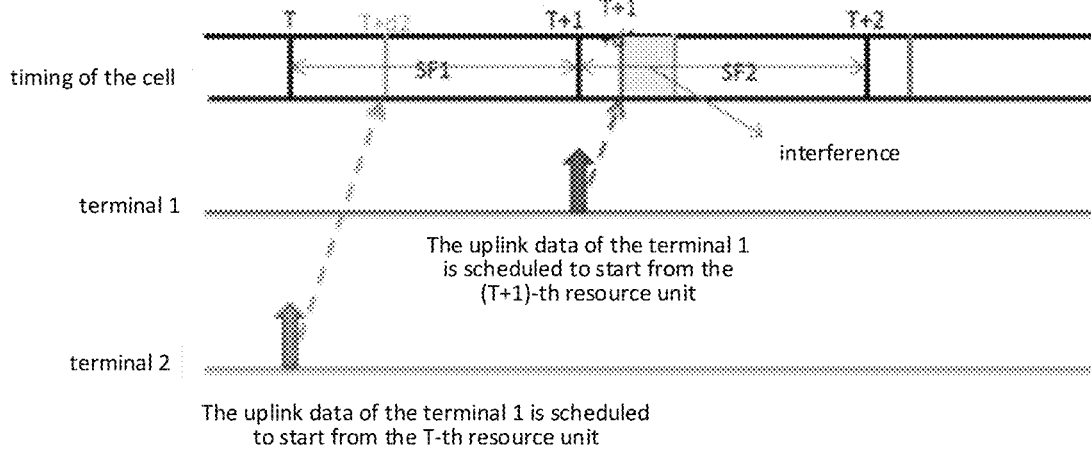 T
T+d2
T+1
T+1
T+2
timing of the cell
SF1
SF2
interference
terminal 1
The uplink data of the terminal 1
is scheduled to start from the
(T+1)-th resource unit
terminal 2
The uplink data of the terminal 1 is scheduled
to start from the T-th resource unit